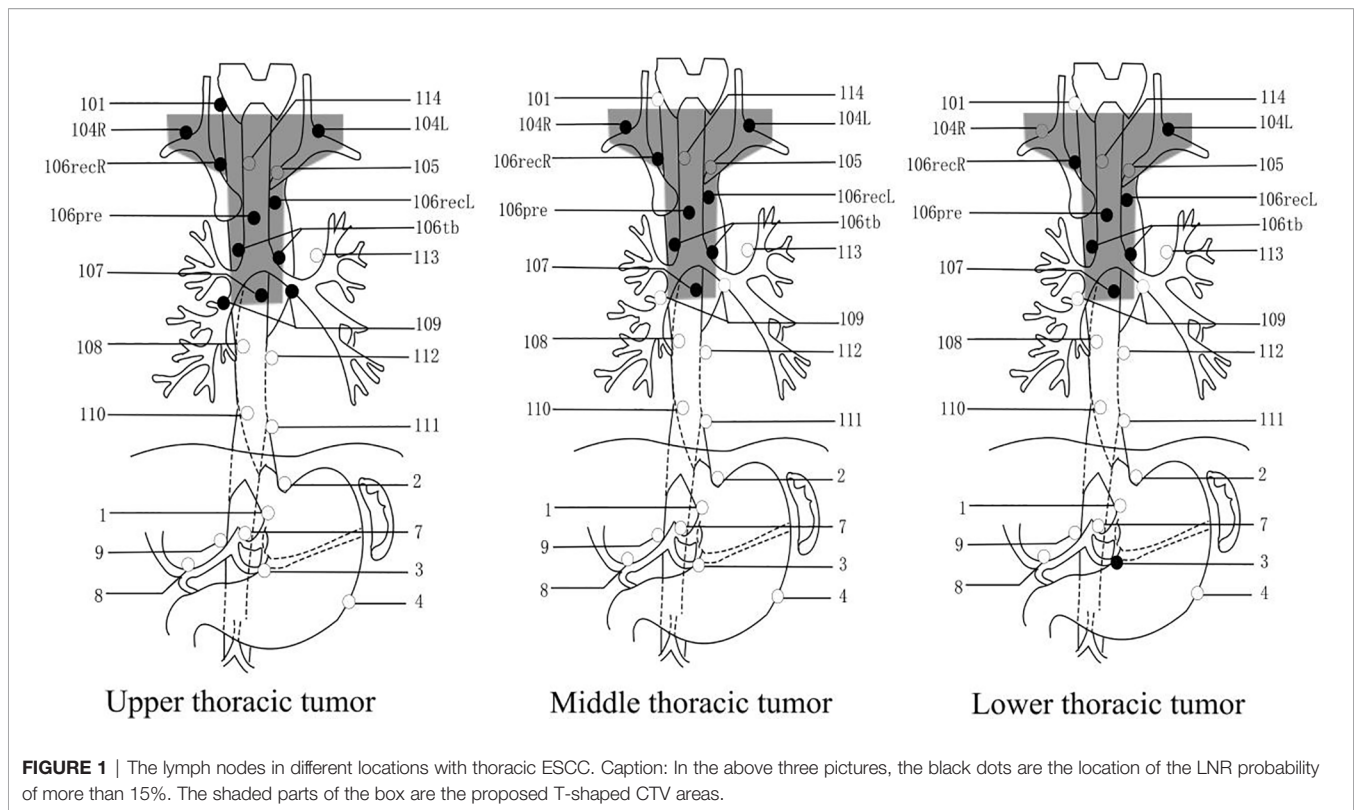 101
104R
106recR
106pre
107
108
110
1
9
8
114
104L
105
106recL
106tb
113
109
112
111
2
7
3
4
Upper thoracic tumor
101
104R
106recR
106pre
107
108
110
1
9
8
114
104L
105
106recL
106tb
113
109
112
111
2
7
3
4
Middle thoracic tumor
101
104R
106recR
106pre
107
108
110
1
9
8
114
104L
105
106recL
106tb
113
109
112
111
2
7
3
4
Lower thoracic tumor
FIGURE 1 | The lymph nodes in different locations with thoracic ESCC. Caption: In the above three pictures, the black dots are the location of the LNR probability
of more than 15%. The shaded parts of the box are the proposed T-shaped CTV areas.